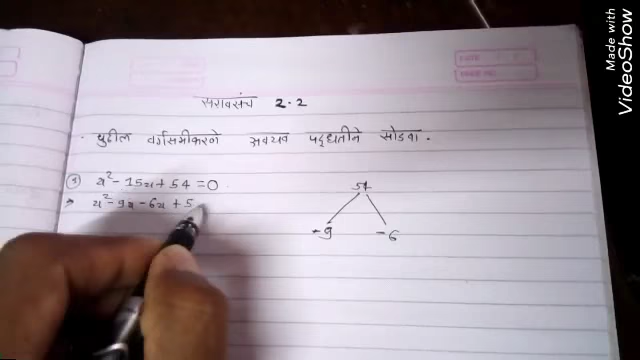 सरावसंच 2.2
पुढील वर्गसमीकरणे अवयव पद्धतीने सोडवा.
x² - 15x + 54 = 0
⇒ x² - 9x - 6x + 5
54
-9 -6
Made with
VideoShow